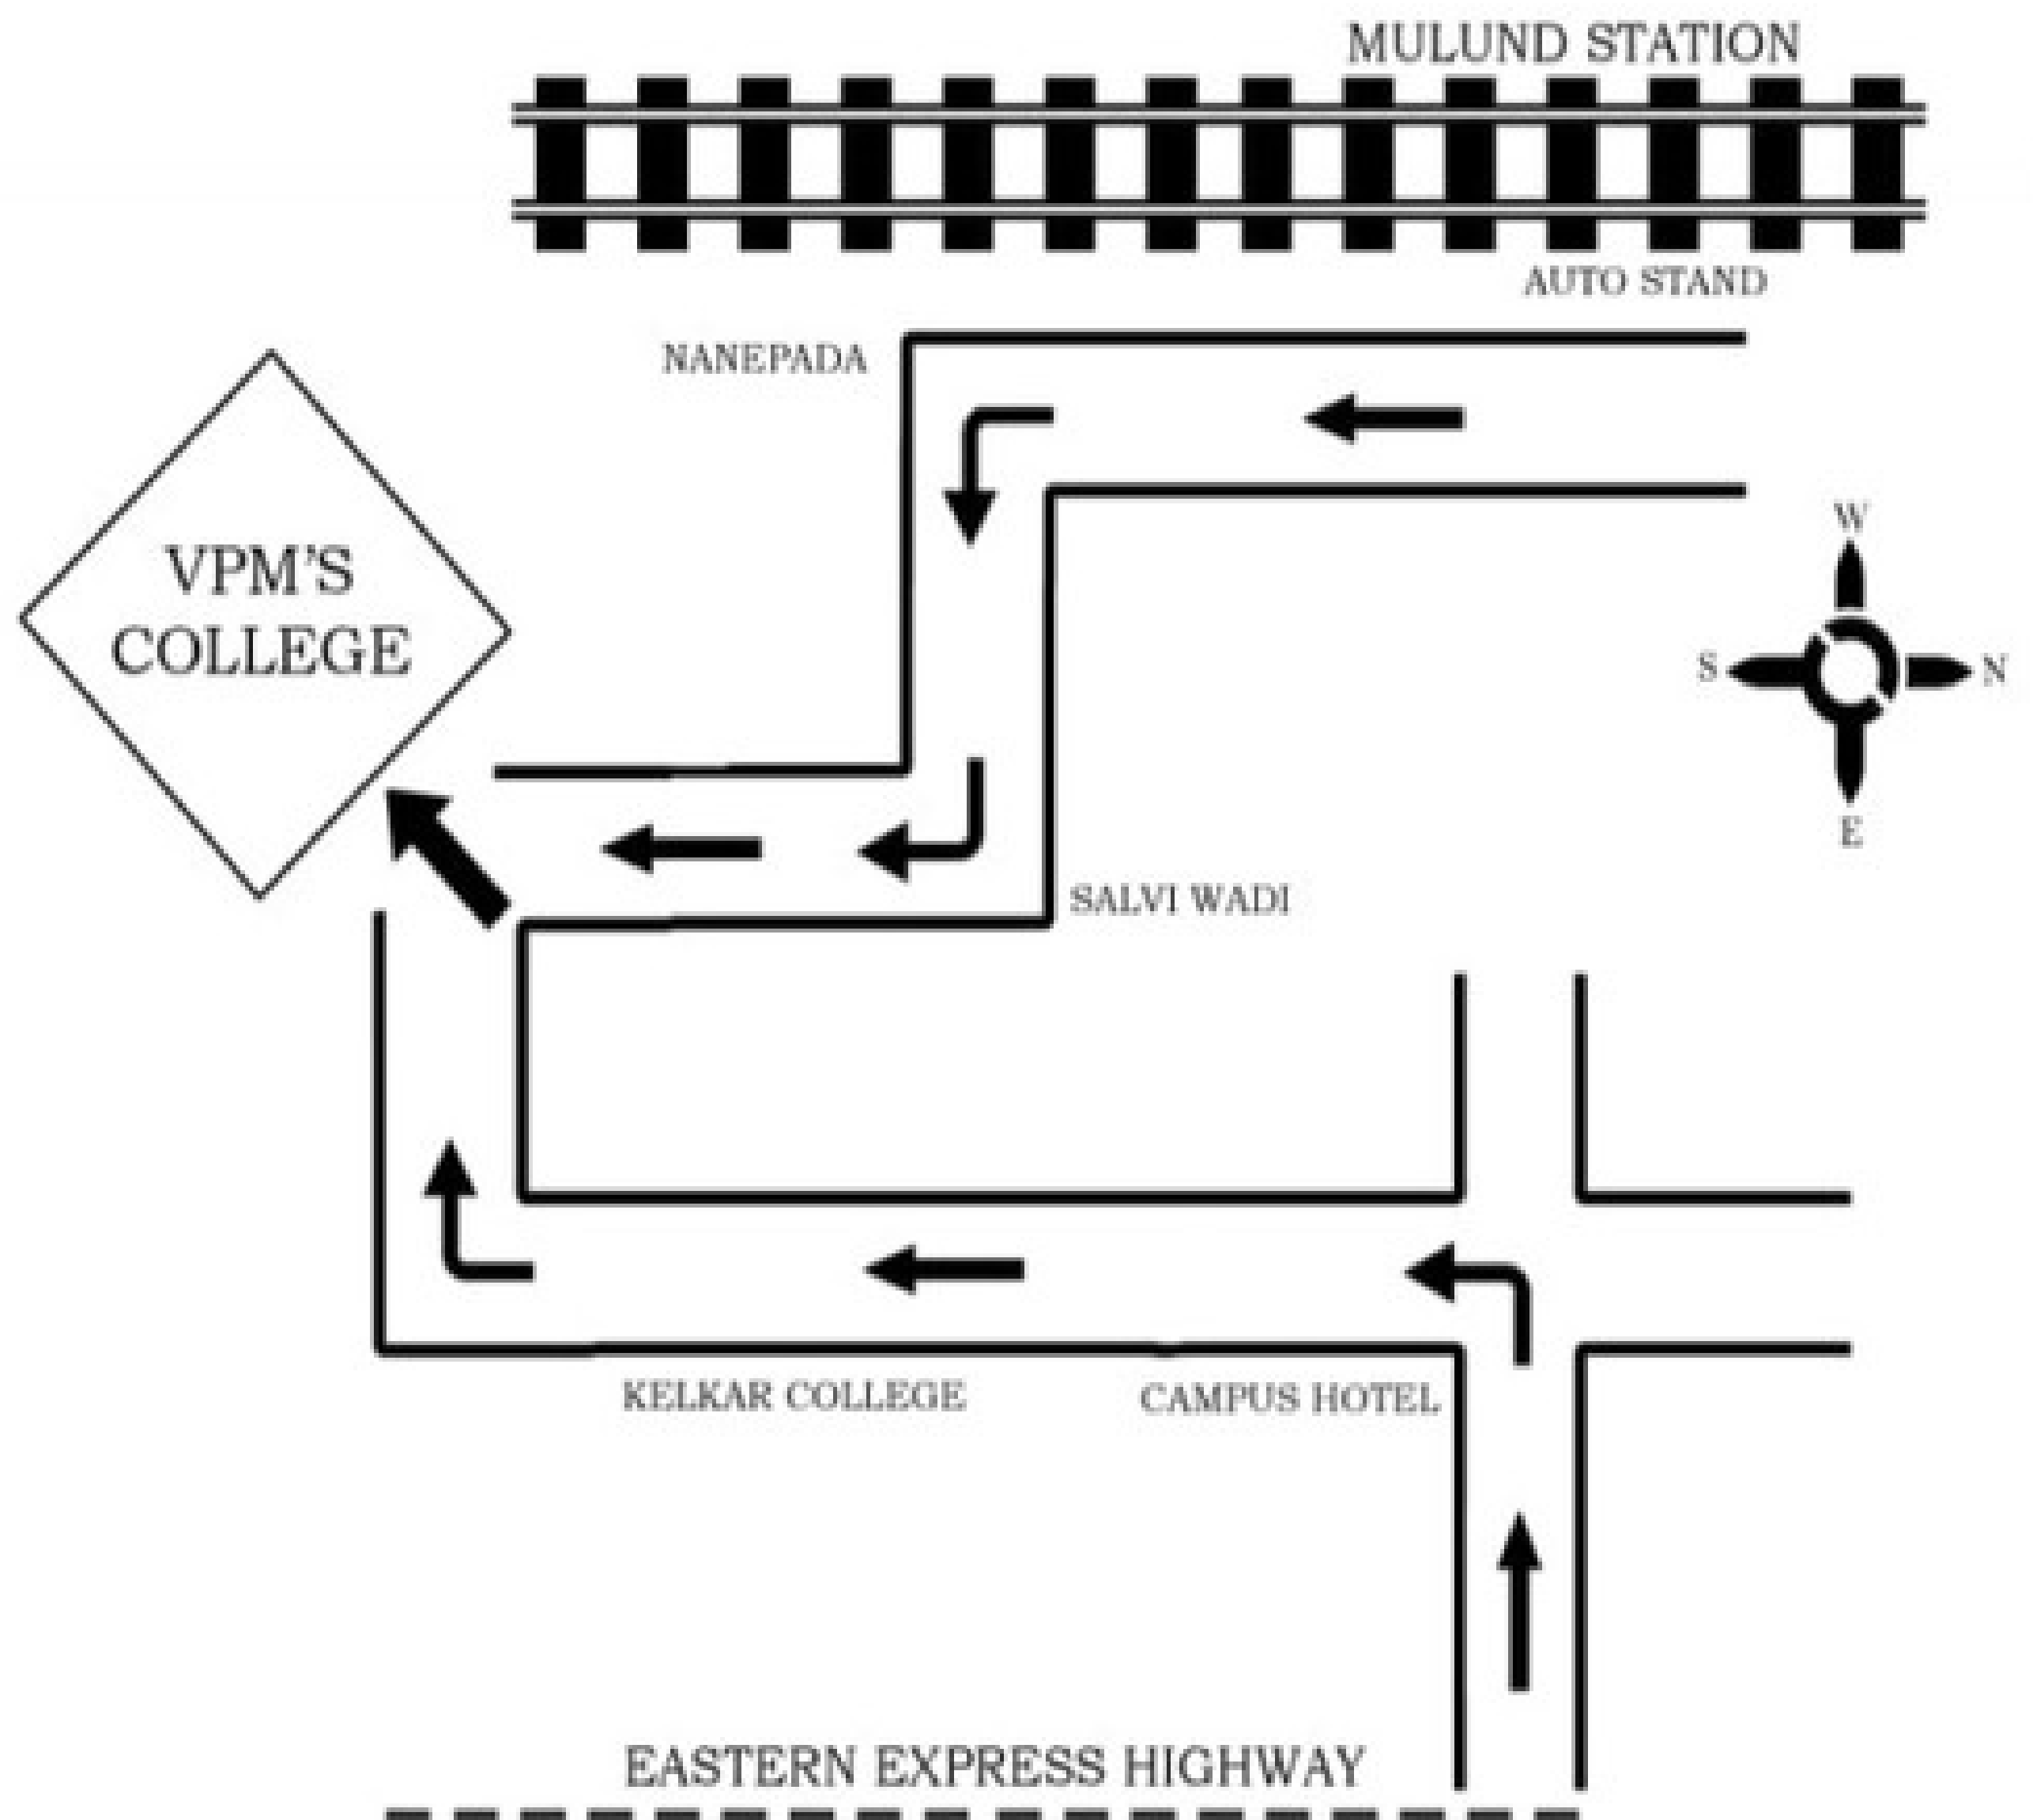 MULUND STATION
AUTO STAND
NANEPADA
VPM'S
COLLEGE
W
S
N
E
SALVI WADI
KELKAR COLLEGE
CAMPUS HOTEL
EASTERN EXPRESS HIGHWAY